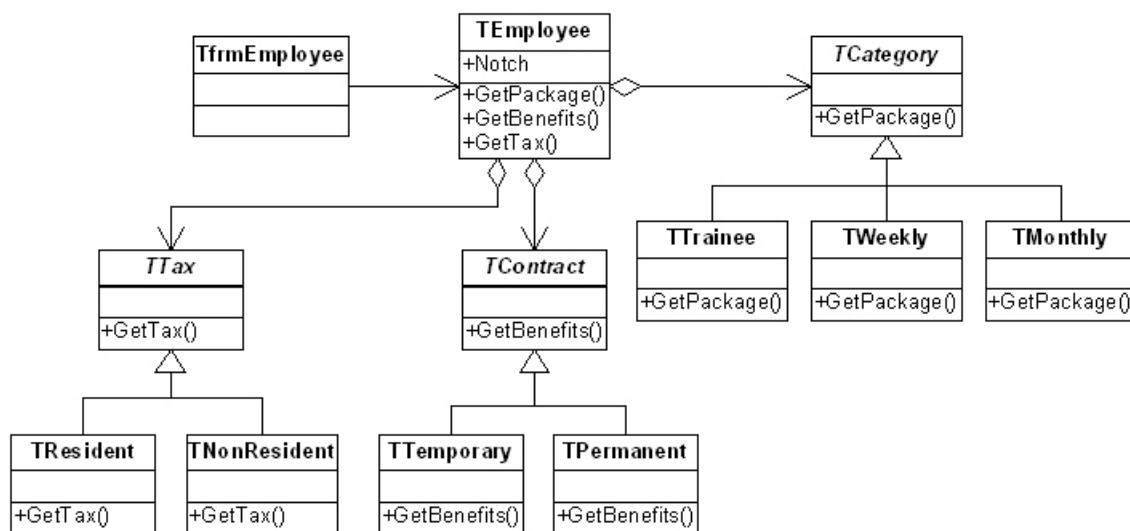 TfrmEmployee
TEmployee
+Notch
+GetPackage()
+GetBenefits()
+GetTax()
TCategory
+GetPackage()
TTrainee
+GetPackage()
TWeekly
+GetPackage()
TMonthly
+GetPackage()
TTax
+GetTax()
TContract
+GetBenefits()
TResident
+GetTax()
TNonResident
+GetTax()
TTemporary
+GetBenefits()
TPermanent
+GetBenefits()